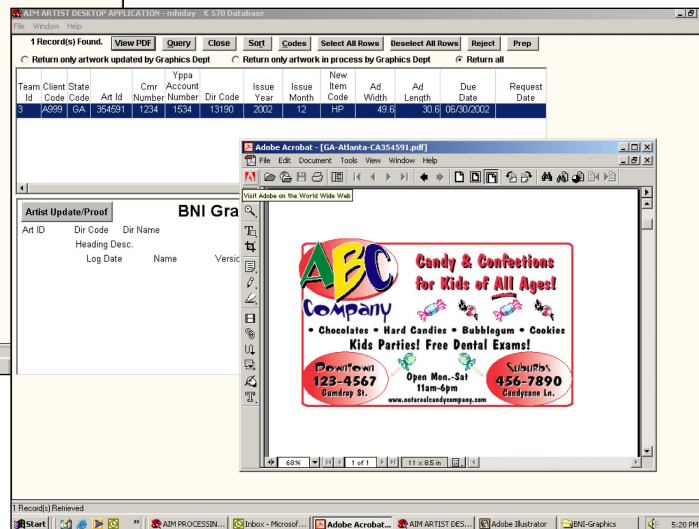 AIM ARTIST DESKTOP APPLICATION - mhiday K 570 Database
File Window Help
1 Record(s) Found. View PDF Query Close Sort Codes Select All Rows Deselect All Rows Reject Prep
Return only artwork updated by Graphics Dept Return only artwork in process by Graphics Dept Return all
Team Id Client Code State Code Art Id Cmr Number Yppa Account Number Dir Code Issue Year Issue Month New Item Code Ad Width Ad Length Due Date Request Date
3 A999 GA 354591 1234 1534 13190 2002 12 HP 49.6 30.6 06/30/2002
Adobe Acrobat - [GA-Atlanta-CA354591.pdf]
File Edit Document Tools View Window Help
Visit Adobe on the World Wide Web
Artist Update/Proof BNI Gra
Art ID Dir Code Dir Name
Heading Desc.
Log Date Name Versic
ABC
Company
Candy & Confections
for Kids of All Ages!
• Chocolates • Hard Candies • Bubblegum • Cookies
Kids Parties! Free Dental Exams!
Downtown
123-4567
Gumdrop St.
Open Mon.-Sat
11am-6pm
www.notarealcandycompany.com
Suburbs
456-7890
Candycane Ln.
68% 1 of 1 11 x 8.5 in
1 Record(s) Retrieved
Start AIM PROCESSIN... Inbox - Microsof... Adobe Acrobat... AIM ARTIST DES... Adobe Illustrator BNI-Graphics 5:20 PM